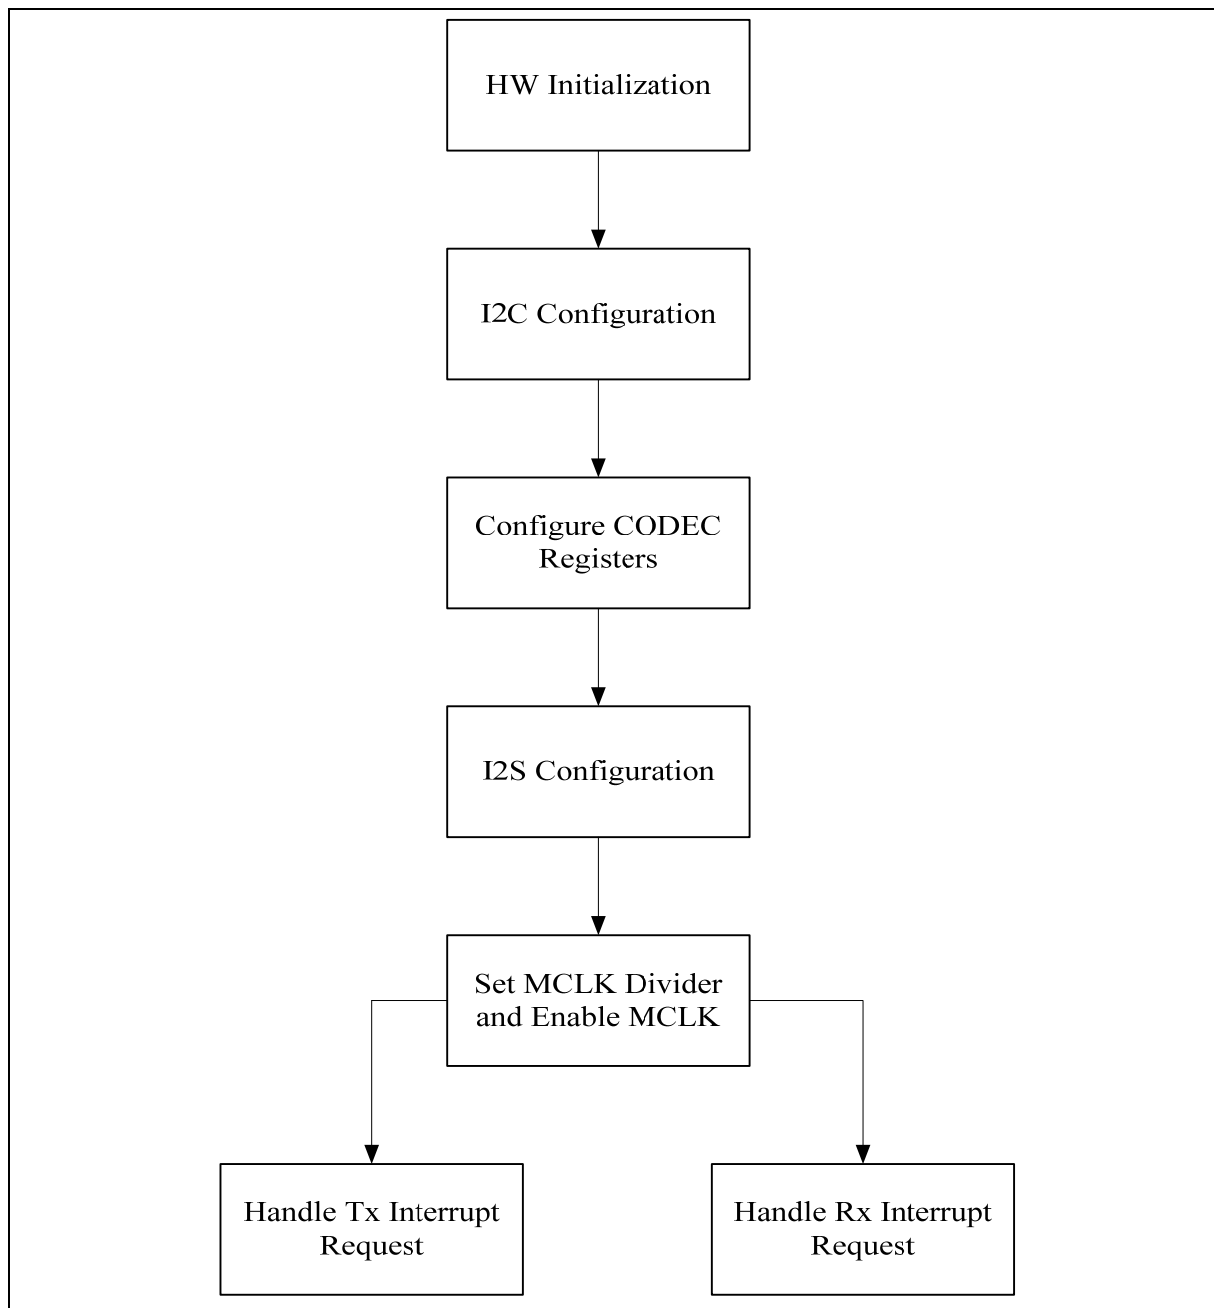 HW Initialization
I2C Configuration
Configure CODEC
Registers
I2S Configuration
Set MCLK Divider
and Enable MCLK
Handle Tx Interrupt
Request
Handle Rx Interrupt
Request